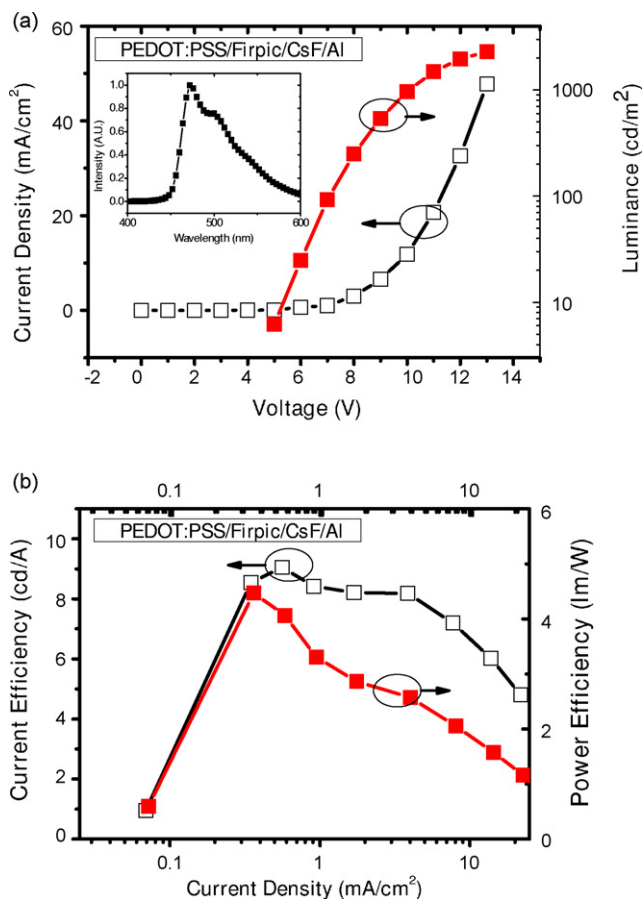 (a)
PEDOT:PSS/Firpic/CsF/Al
60
40
20
0
Current Density (mA/cm²)
1000
100
10
Luminance (cd/m²)
1.0
0.8
0.6
0.4
0.2
0.0
Intensity (A.U.)
400 500 600
Wavelength (nm)
-2 0 2 4 6 8 10 12 14
Voltage (V)
(b)
0.1 1 10
PEDOT:PSS/Firpic/CsF/Al
10
8
6
4
2
0
Current Efficiency (cd/A)
6
4
2
0
Power Efficiency (lm/W)
0.1 1 10
Current Density (mA/cm²)